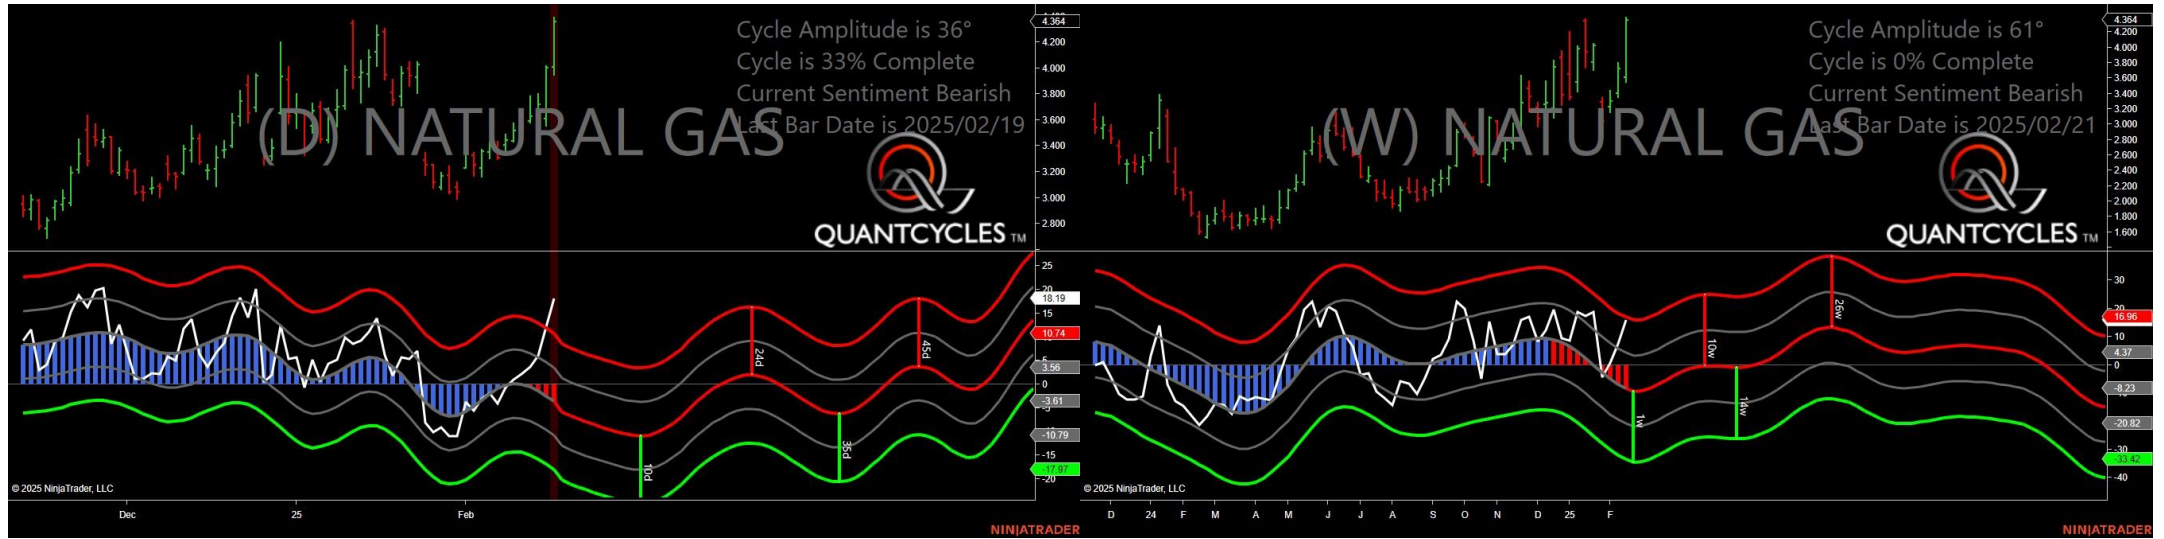 Cycle Amplitude is 36°
Cycle is 33% Complete
Current Sentiment Bearish
Last Bar Date is 2025/02/19
(D) NATURAL GAS
QUANTCYCLES TM
4.364
4.200
4.000
3.800
3.600
3.400
3.200
3.000
2.800
25
20
18.19
15
10.74
3.56
0
-3.61
-10.79
-15
-17.97
-20
24d
45d
10d
35d
© 2025 NinjaTrader, LLC
Dec
25
Feb
NINJATRADER
Cycle Amplitude is 61°
Cycle is 0% Complete
Current Sentiment Bearish
Last Bar Date is 2025/02/21
(W) NATURAL GAS
QUANTCYCLES TM
4.364
4.200
4.000
3.800
3.600
3.400
3.200
3.000
2.800
2.600
2.400
2.200
2.000
1.800
1.600
30
20
16.96
10
4.37
0
-8.23
-20.82
-30
-33.42
-40
10w
26w
1w
14w
© 2025 NinjaTrader, LLC
D 24 F M A M J J A S O N D 25 F
NINJATRADER